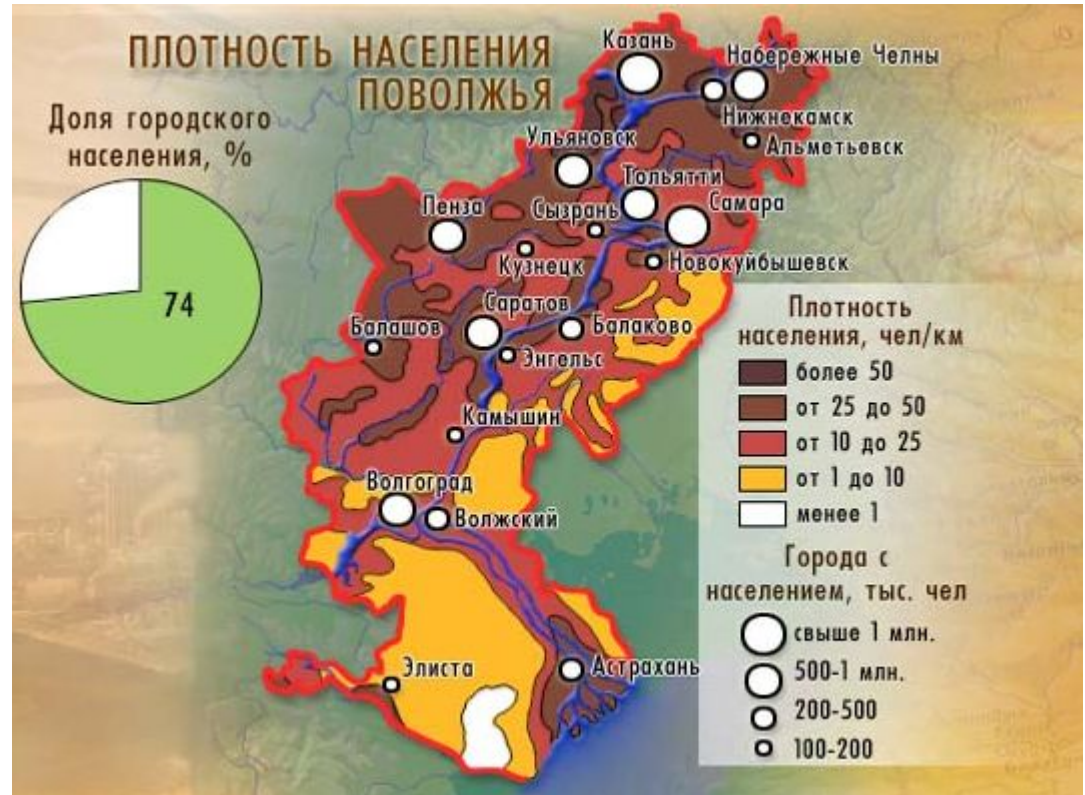 ПЛОТНОСТЬ НАСЕЛЕНИЯ
ПОВОЛЖЬЯ
Доля городского
населения, %
74
Казань
Набережные Челны
Нижнекамск
Альметьевск
Ульяновск
Тольятти
Самара
Сызрань
Пенза
Кузнецк
Новокуйбышевск
Саратов
Балаково
Балашов
Энгельс
Камышин
Волгоград
Волжский
Элиста
Астрахань
Плотность
населения, чел/км
более 50
от 25 до 50
от 10 до 25
от 1 до 10
менее 1
Города с
населением, тыс. чел
свыше 1 млн.
500-1 млн.
200-500
100-200